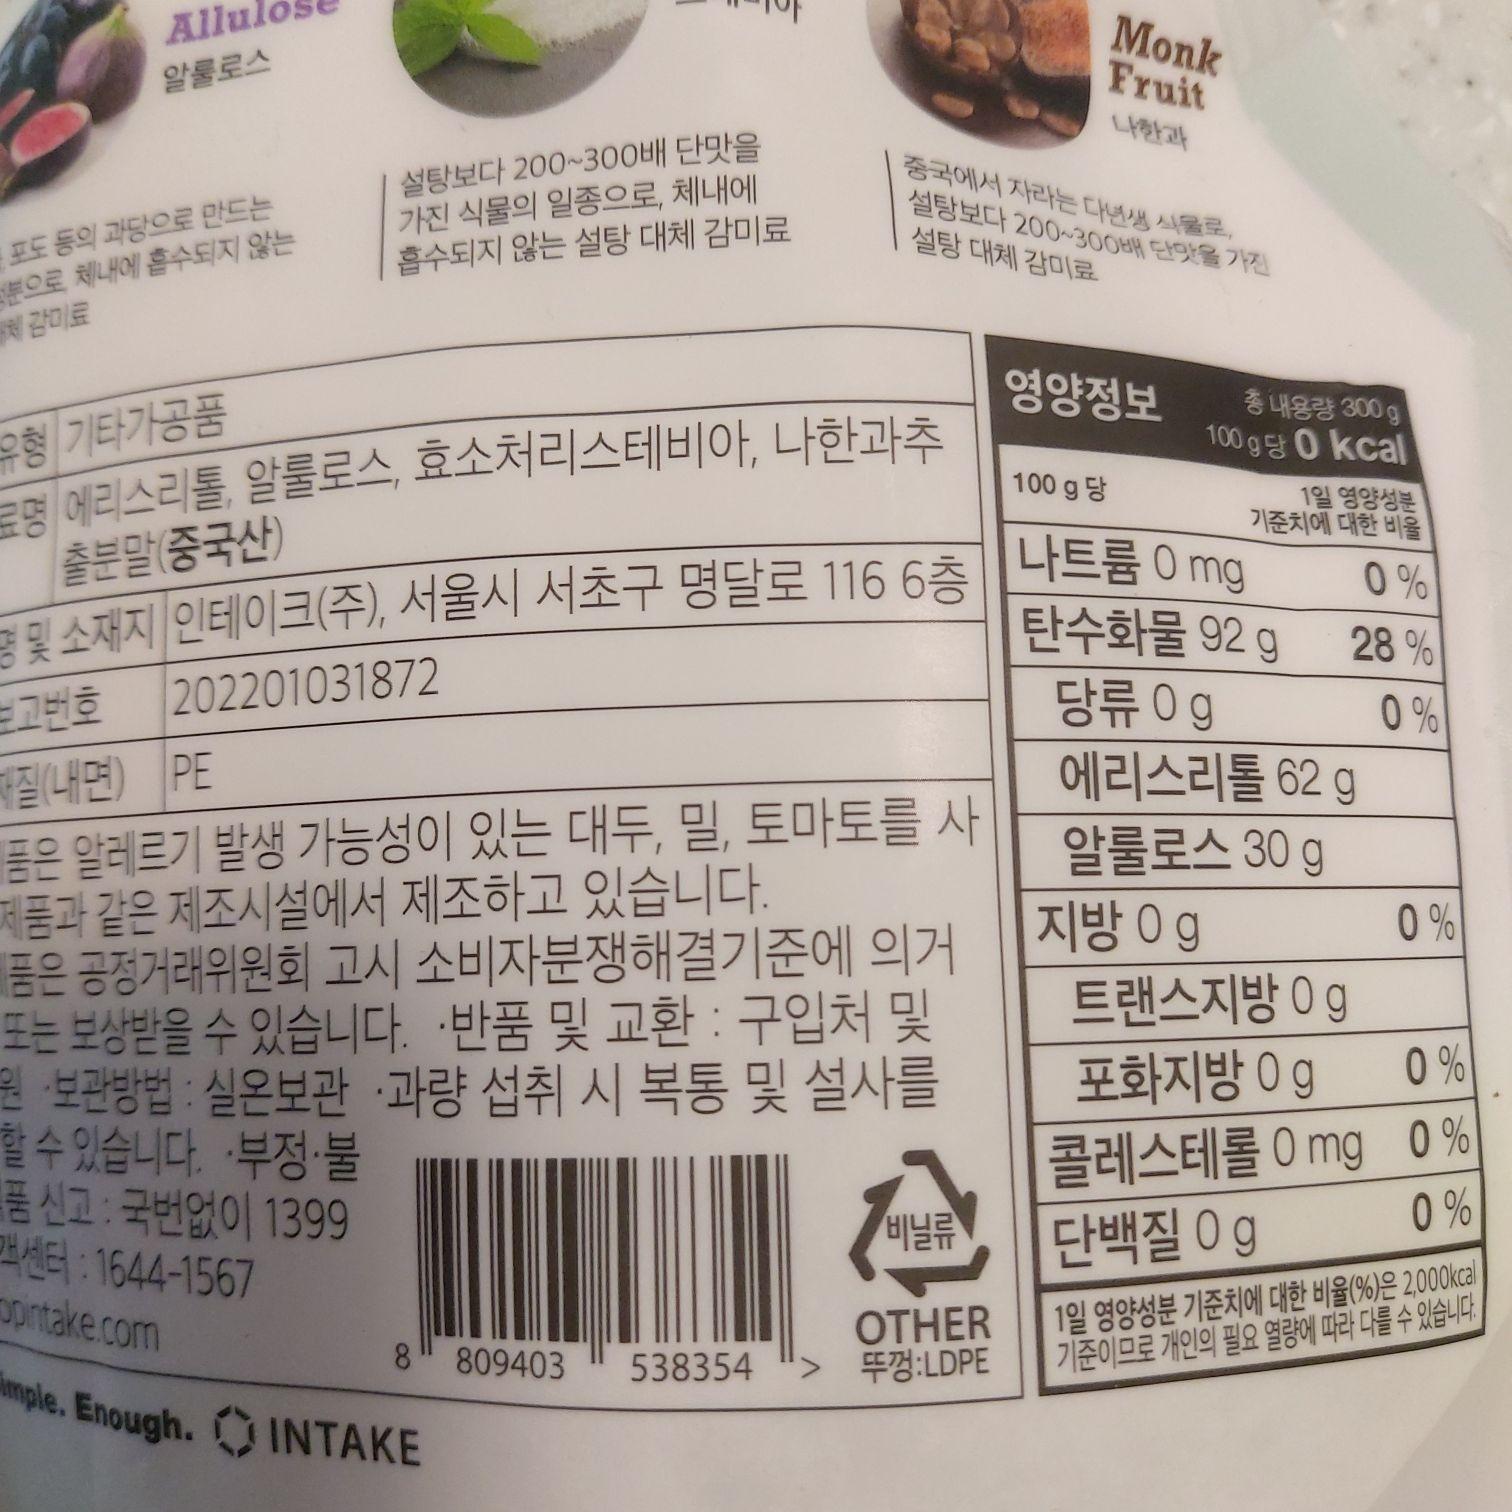 Allulose
알룰로스
포도 등의 과당으로 만드는
체내에 흡수되지 않는
감미료
설탕보다 200~300배 단맛을
가진 식물의 일종으로, 체내에
흡수되지 않는 설탕 대체 감미료
Monk
Fruit
나한과
중국에서 자라는 다년생 식물로,
설탕보다 200~300배 단맛을 가진
설탕 대체 감미료
유형 기타가공품
에리스리톨, 알룰로스, 효소처리스테비아, 나한과추
출분말(중국산)
및 소재지 인테이크(주), 서울시 서초구 명달로 116 6층
보고번호 202201031872
재질(내면) PE
품은 알레르기 발생 가능성이 있는 대두, 밀, 토마토를 사
제품과 같은 제조시설에서 제조하고 있습니다.
품은 공정거래위원회 고시 소비자분쟁해결기준에 의거
또는 보상받을 수 있습니다. ·반품 및 교환 : 구입처 및
원 ·보관방법 : 실온보관 ·과량 섭취 시 복통 및 설사를
할 수 있습니다. ·부정·불
품 신고 : 국번없이 1399
객센터 : 1644-1567
opintake.com
8 809403 538354 >
비닐류
OTHER
뚜껑:LDPE
imple. Enough. INTAKE
영양정보 총 내용량 300 g
100 g당 0 kcal
100 g 당 1일 영양성분
기준치에 대한 비율
나트륨 0 mg 0 %
탄수화물 92 g 28 %
당류 0 g 0 %
에리스리톨 62 g
알룰로스 30 g
지방 0 g 0 %
트랜스지방 0 g
포화지방 0 g 0 %
콜레스테롤 0 mg 0 %
단백질 0 g 0 %
1일 영양성분 기준치에 대한 비율(%)은 2,000kcal
기준이므로 개인의 필요 열량에 따라 다를 수 있습니다.